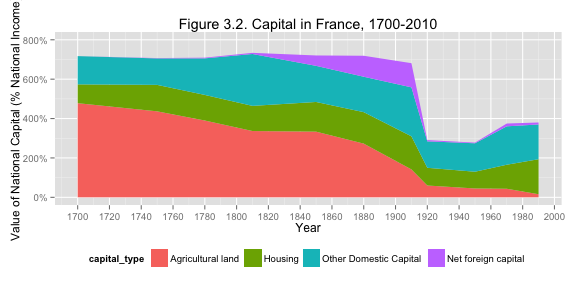 Figure 3.2. Capital in France, 1700-2010
Value of National Capital (% National Income
800%
600%
400%
200%
0%
1700 1720 1740 1760 1780 1800 1820 1840 1860 1880 1900 1920 1940 1960 1980 2000
Year
capital_type Agricultural land Housing Other Domestic Capital Net foreign capital